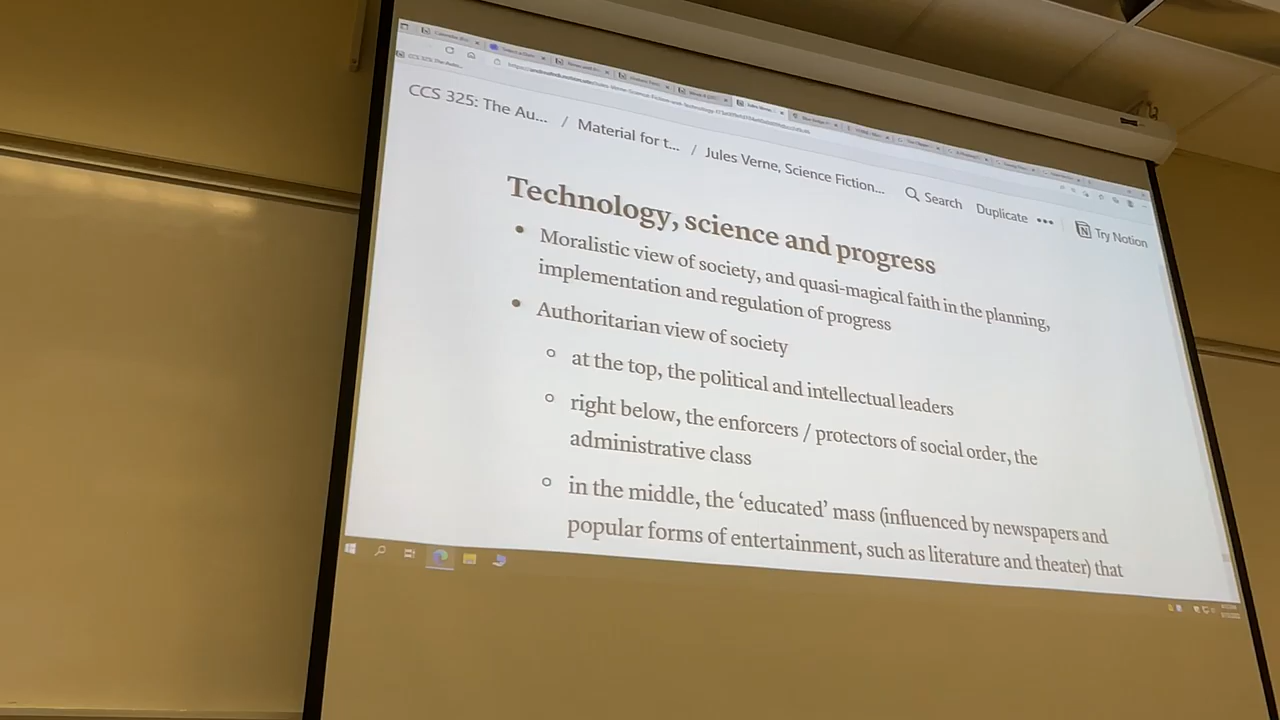 CCS 325: The Au... / Material for t... / Jules Verne, Science Fiction... Search Duplicate ••• Try Notion
Technology, science and progress
• Moralistic view of society, and quasi-magical faith in the planning,
implementation and regulation of progress
• Authoritarian view of society
◦ at the top, the political and intellectual leaders
◦ right below, the enforcers / protectors of social order, the
administrative class
◦ in the middle, the ‘educated’ mass (influenced by newspapers and
popular forms of entertainment, such as literature and theater) that